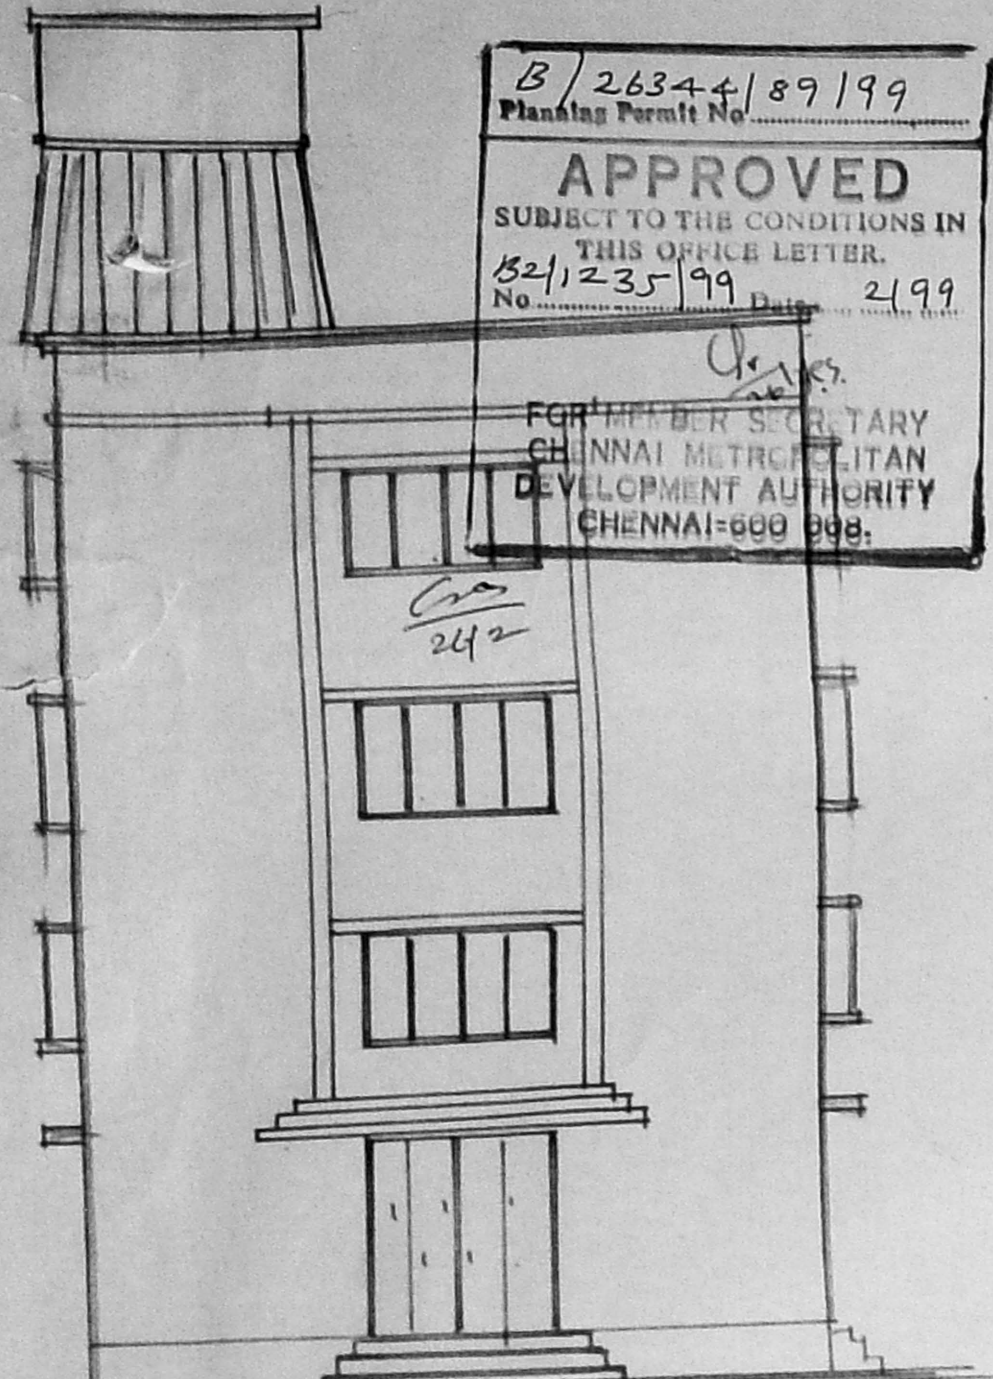 B/26344/89/99
Planning Permit No
APPROVED
SUBJECT TO THE CONDITIONS IN
THIS OFFICE LETTER.
B2/1235/99 2/99
No Date
FOR MEMBER SECRETARY
CHENNAI METROPOLITAN
DEVELOPMENT AUTHORITY
CHENNAI-600 008.